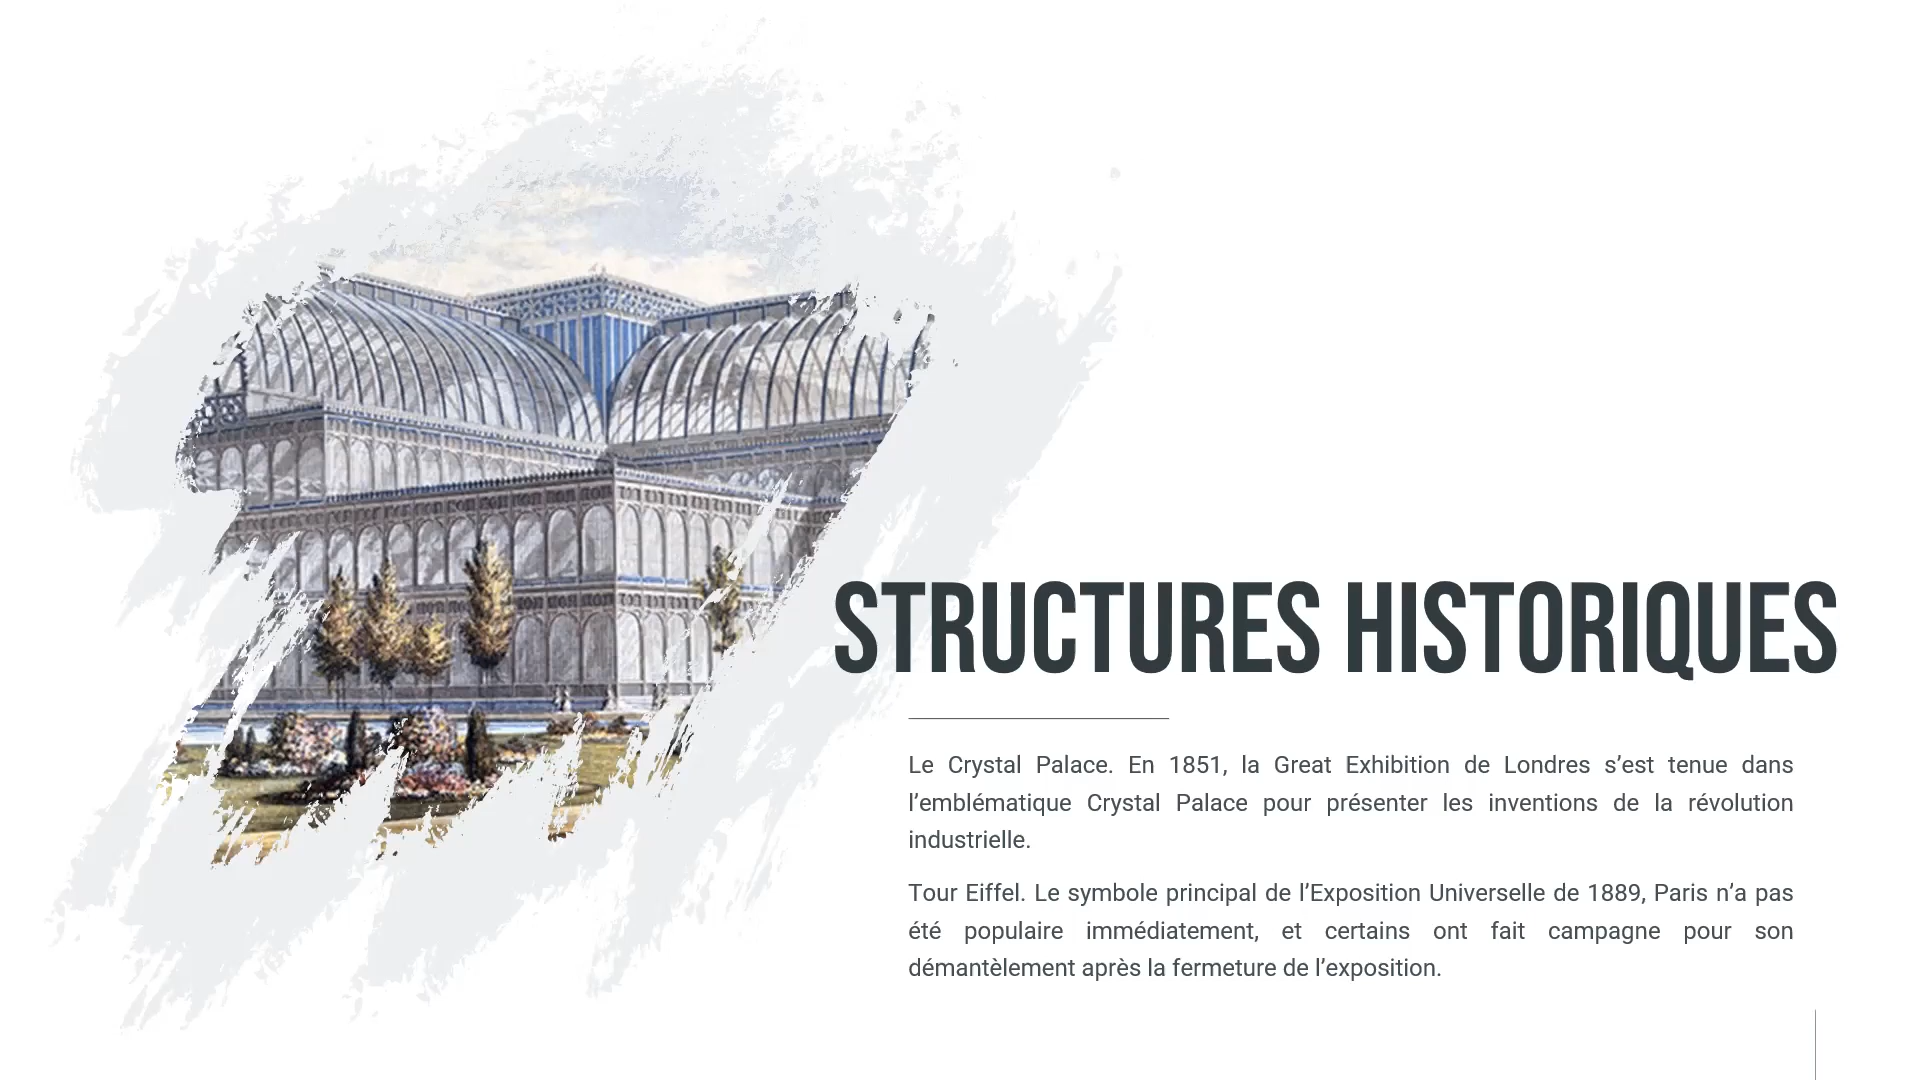 STRUCTURES HISTORIQUES
Le Crystal Palace. En 1851, la Great Exhibition de Londres s’est tenue dans
l’emblématique Crystal Palace pour présenter les inventions de la révolution
industrielle.
Tour Eiffel. Le symbole principal de l’Exposition Universelle de 1889, Paris n’a pas
été populaire immédiatement, et certains ont fait campagne pour son
démantèlement après la fermeture de l’exposition.